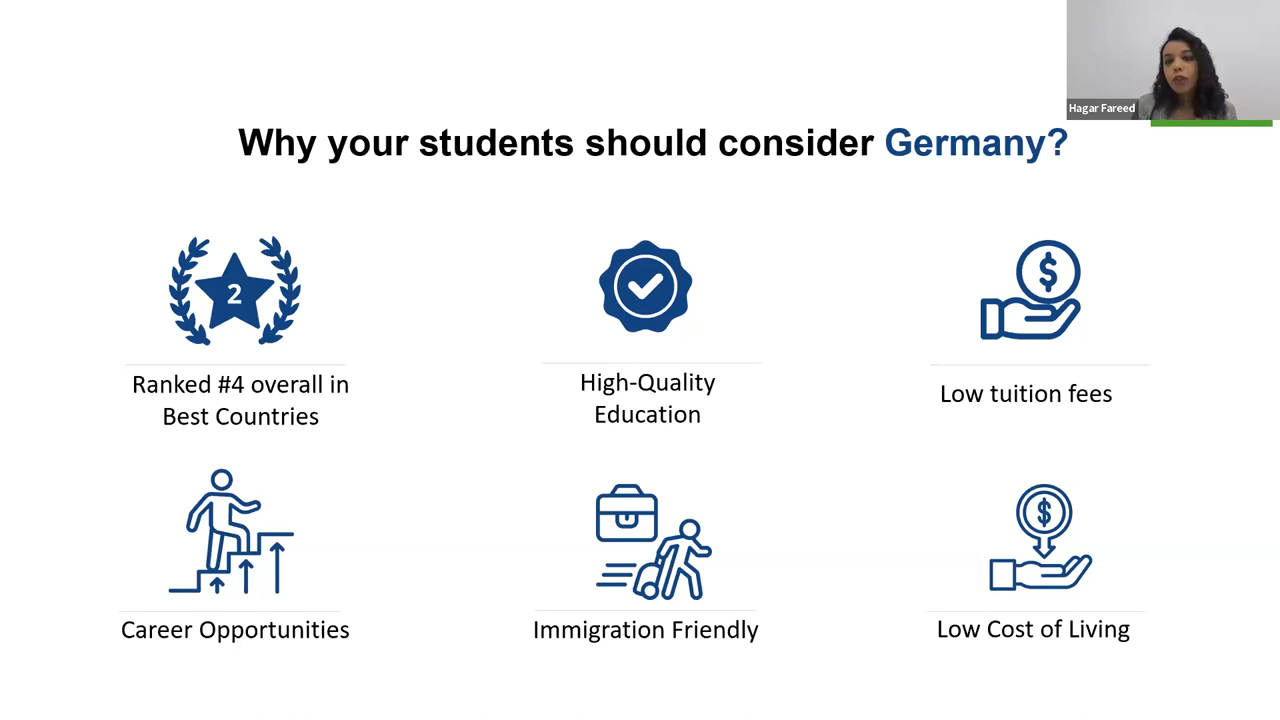 Hagar Fareed
Why your students should consider Germany?
2
$
Ranked #4 overall in
Best Countries
High-Quality
Education
Low tuition fees
$
Career Opportunities
Immigration Friendly
Low Cost of Living